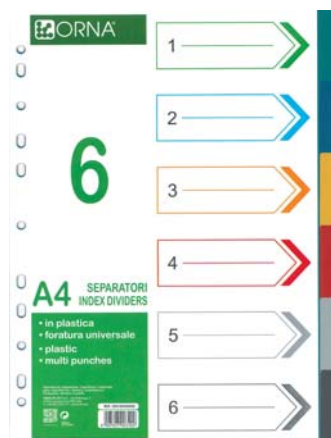 ORNA
1
2
6
3
4
A4 SEPARATORI
INDEX DIVIDERS
• in plastica
• foratura universale
• plastic
• multi punches
5
6